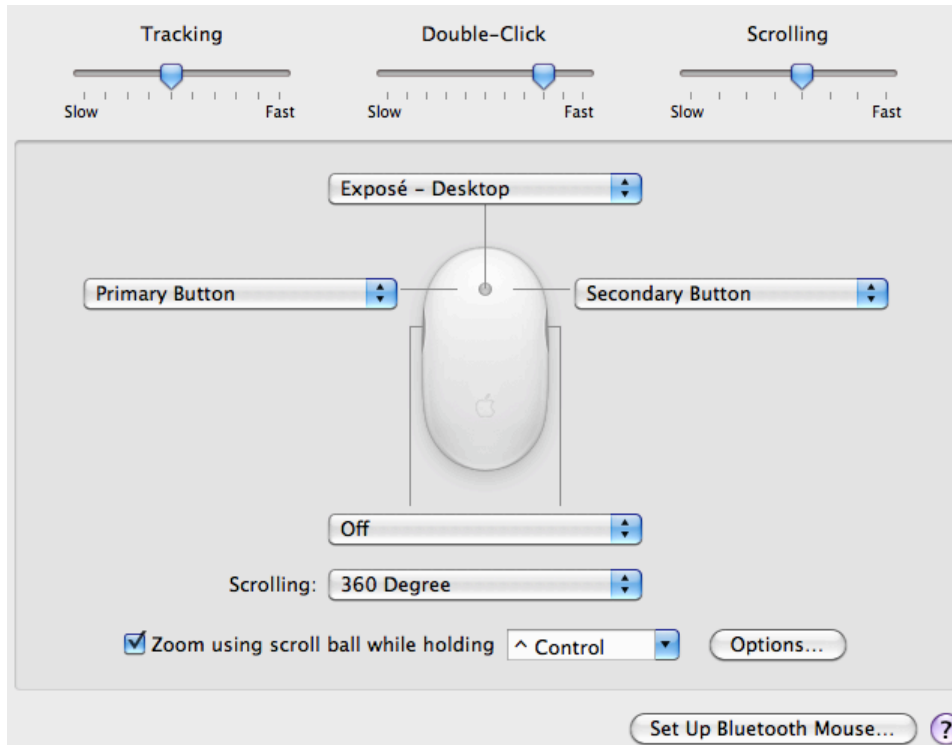 Tracking Double-Click Scrolling
Slow Fast Slow Fast Slow Fast
Exposé – Desktop
Primary Button Secondary Button
Off
Scrolling: 360 Degree
Zoom using scroll ball while holding ^ Control Options...
Set Up Bluetooth Mouse... ?